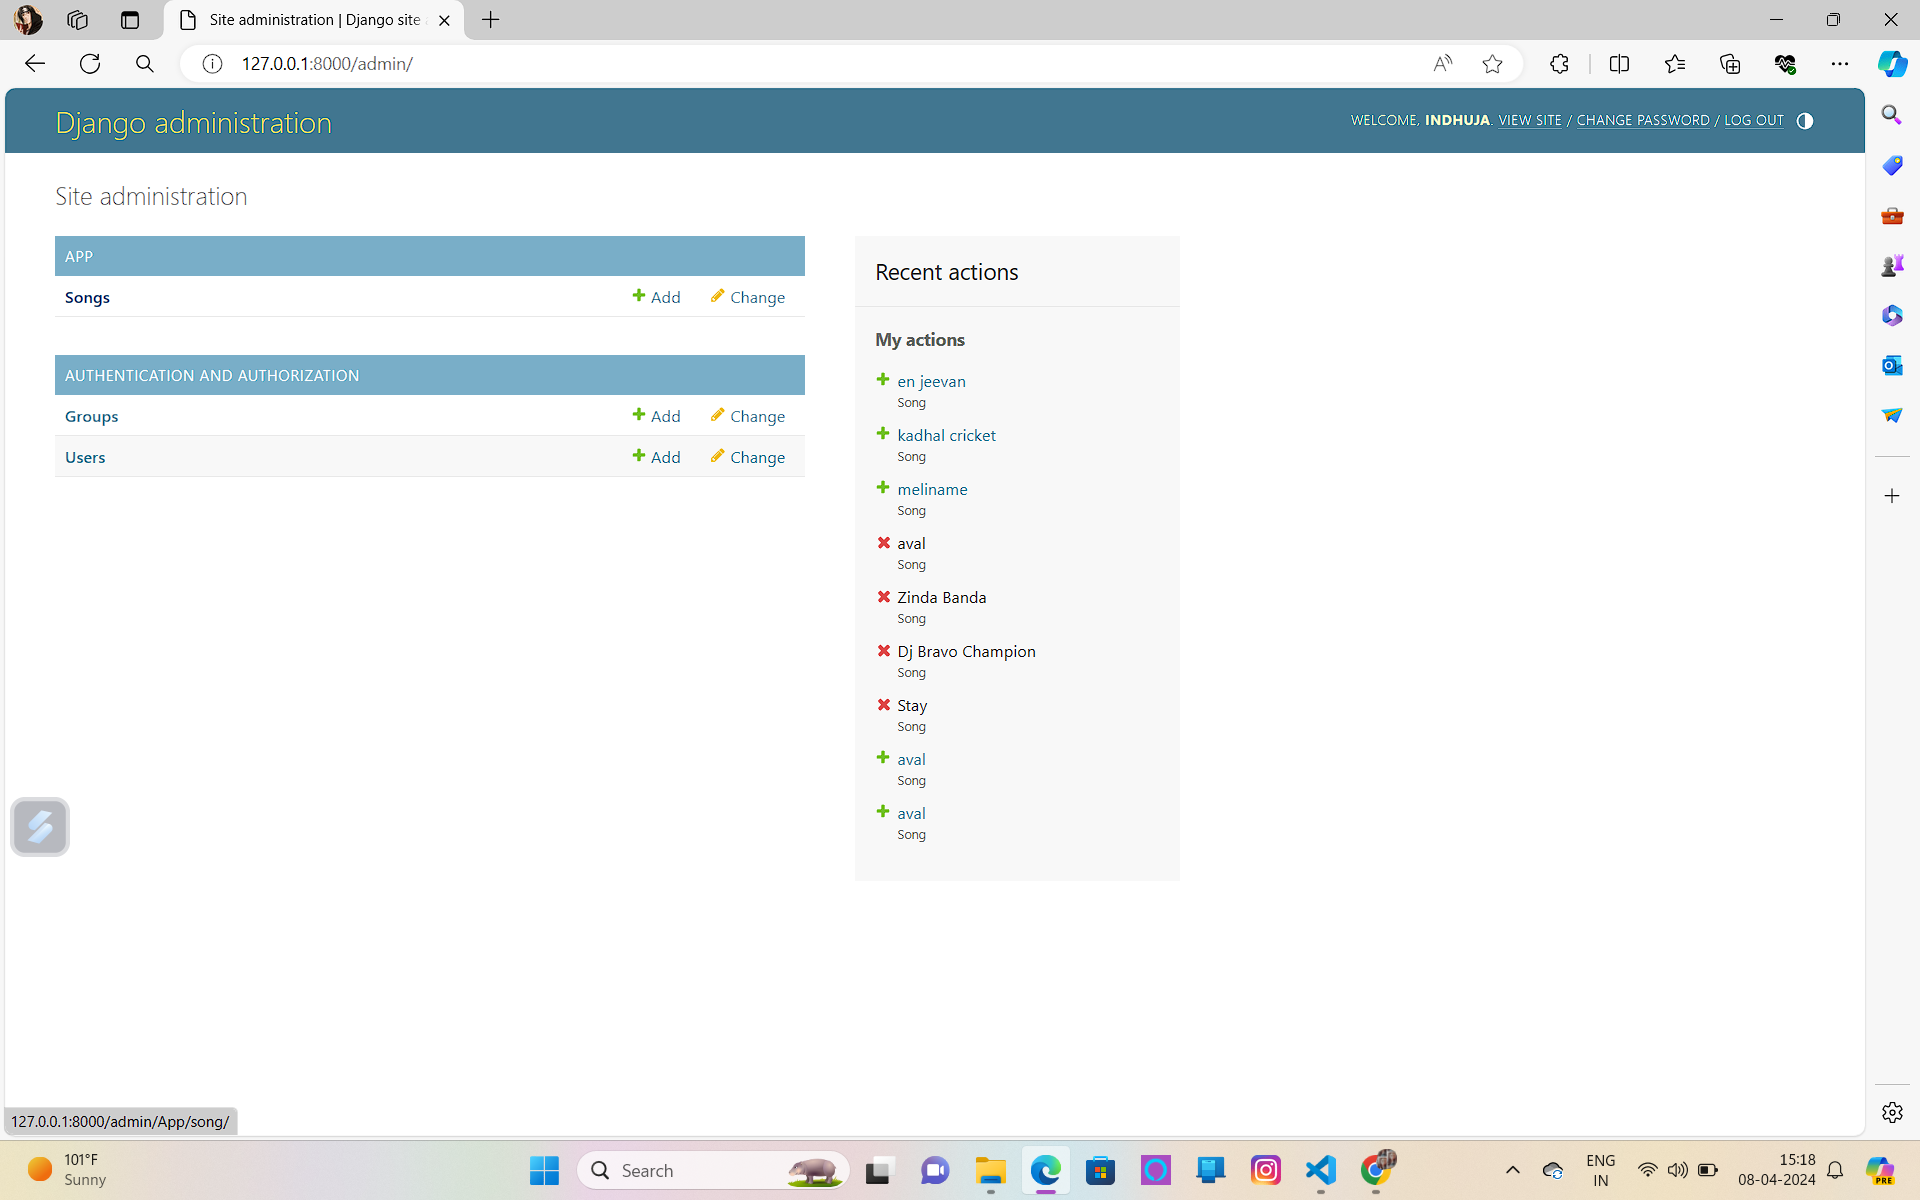 Site administration | Django site
127.0.0.1:8000/admin/
Django administration
WELCOME, INDHUJA. VIEW SITE / CHANGE PASSWORD / LOG OUT
Site administration
APP
Songs
Add
Change
AUTHENTICATION AND AUTHORIZATION
Groups
Add
Change
Users
Add
Change
Recent actions
My actions
en jeevan
Song
kadhal cricket
Song
meliname
Song
aval
Song
Zinda Banda
Song
Dj Bravo Champion
Song
Stay
Song
aval
Song
aval
Song
127.0.0.1:8000/admin/App/song/
101°F
Sunny
Search
ENG
IN
15:18
08-04-2024
PRE